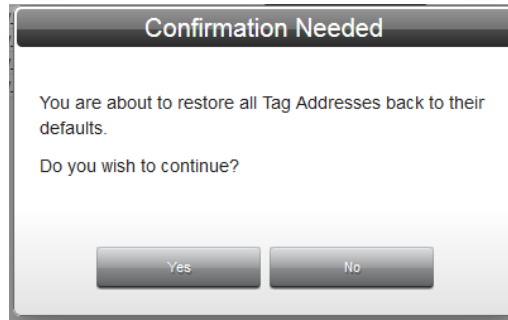 Confirmation Needed
You are about to restore all Tag Addresses back to their
defaults.
Do you wish to continue?
Yes
No